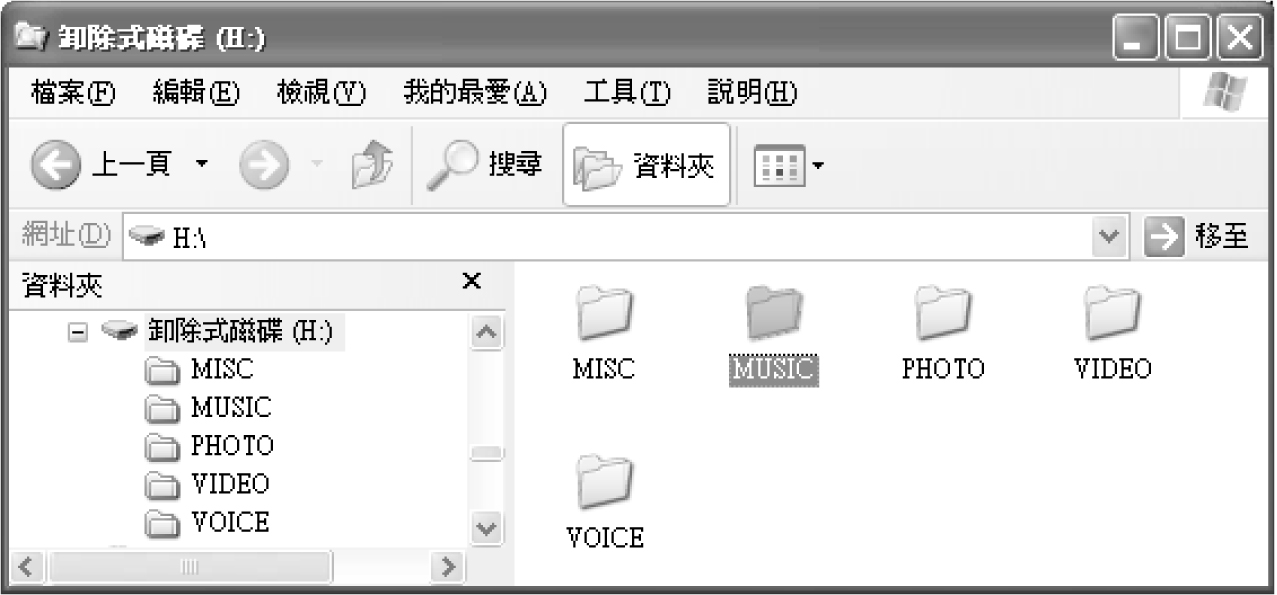 卸除式磁碟 (H:)
檔案(F) 編輯(E) 檢視(V) 我的最愛(A) 工具(T) 說明(H)
上一頁 搜尋 資料夾
網址(D) H:\ 移至
資料夾
卸除式磁碟 (H:)
MISC
MUSIC
PHOTO
VIDEO
VOICE
MISC MUSIC PHOTO VIDEO
VOICE